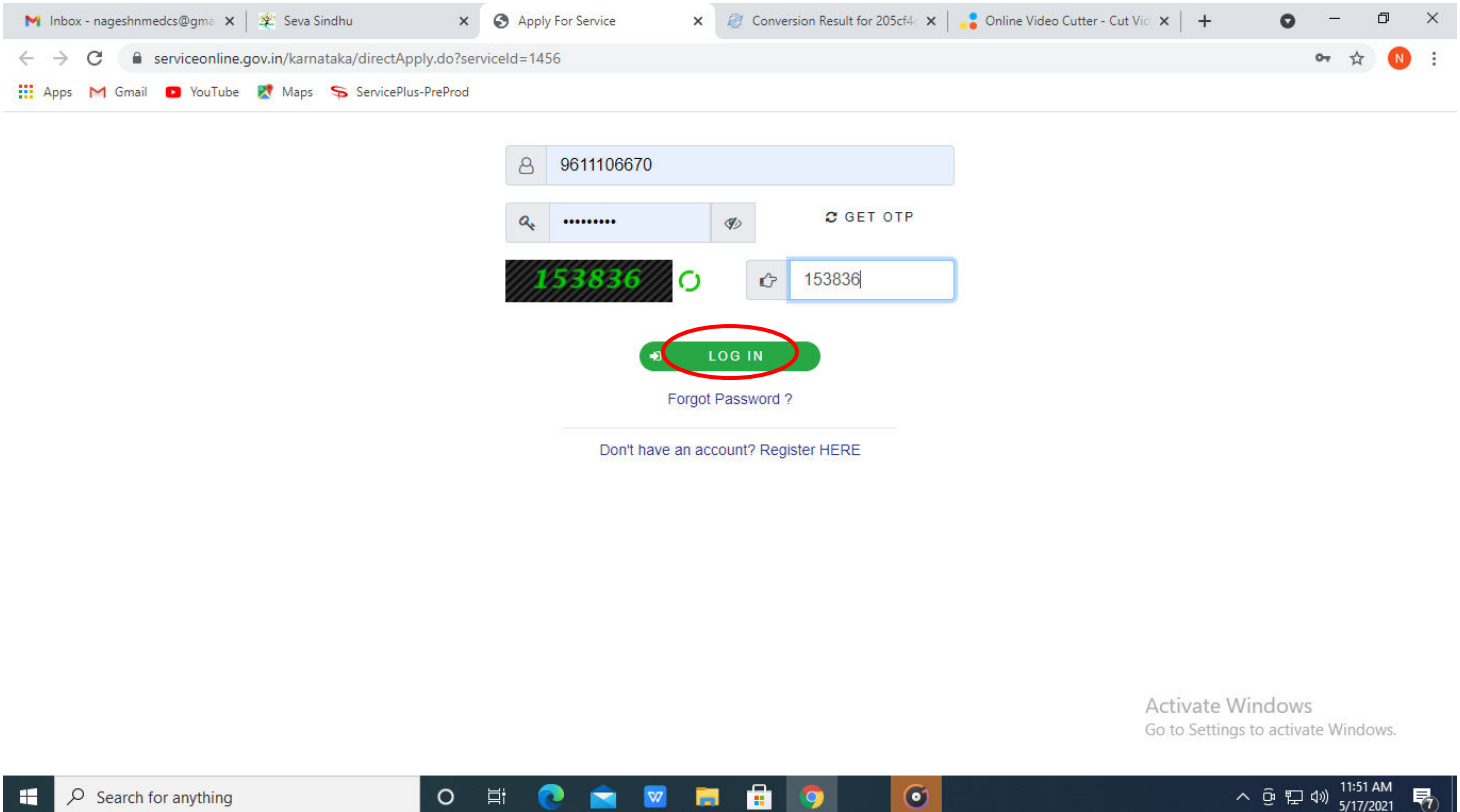 Inbox - nageshnmedcs@gma
Seva Sindhu
Apply For Service
Conversion Result for 205cf4
Online Video Cutter - Cut Vid
serviceonline.gov.in/karnataka/directApply.do?serviceId=1456
N
Apps
Gmail
YouTube
Maps
ServicePlus-PreProd
9611106670
GET OTP
153836
153836
LOG IN
Forgot Password ?
Don't have an account? Register HERE
Activate Windows
Go to Settings to activate Windows.
Search for anything
11:51 AM
5/17/2021
7